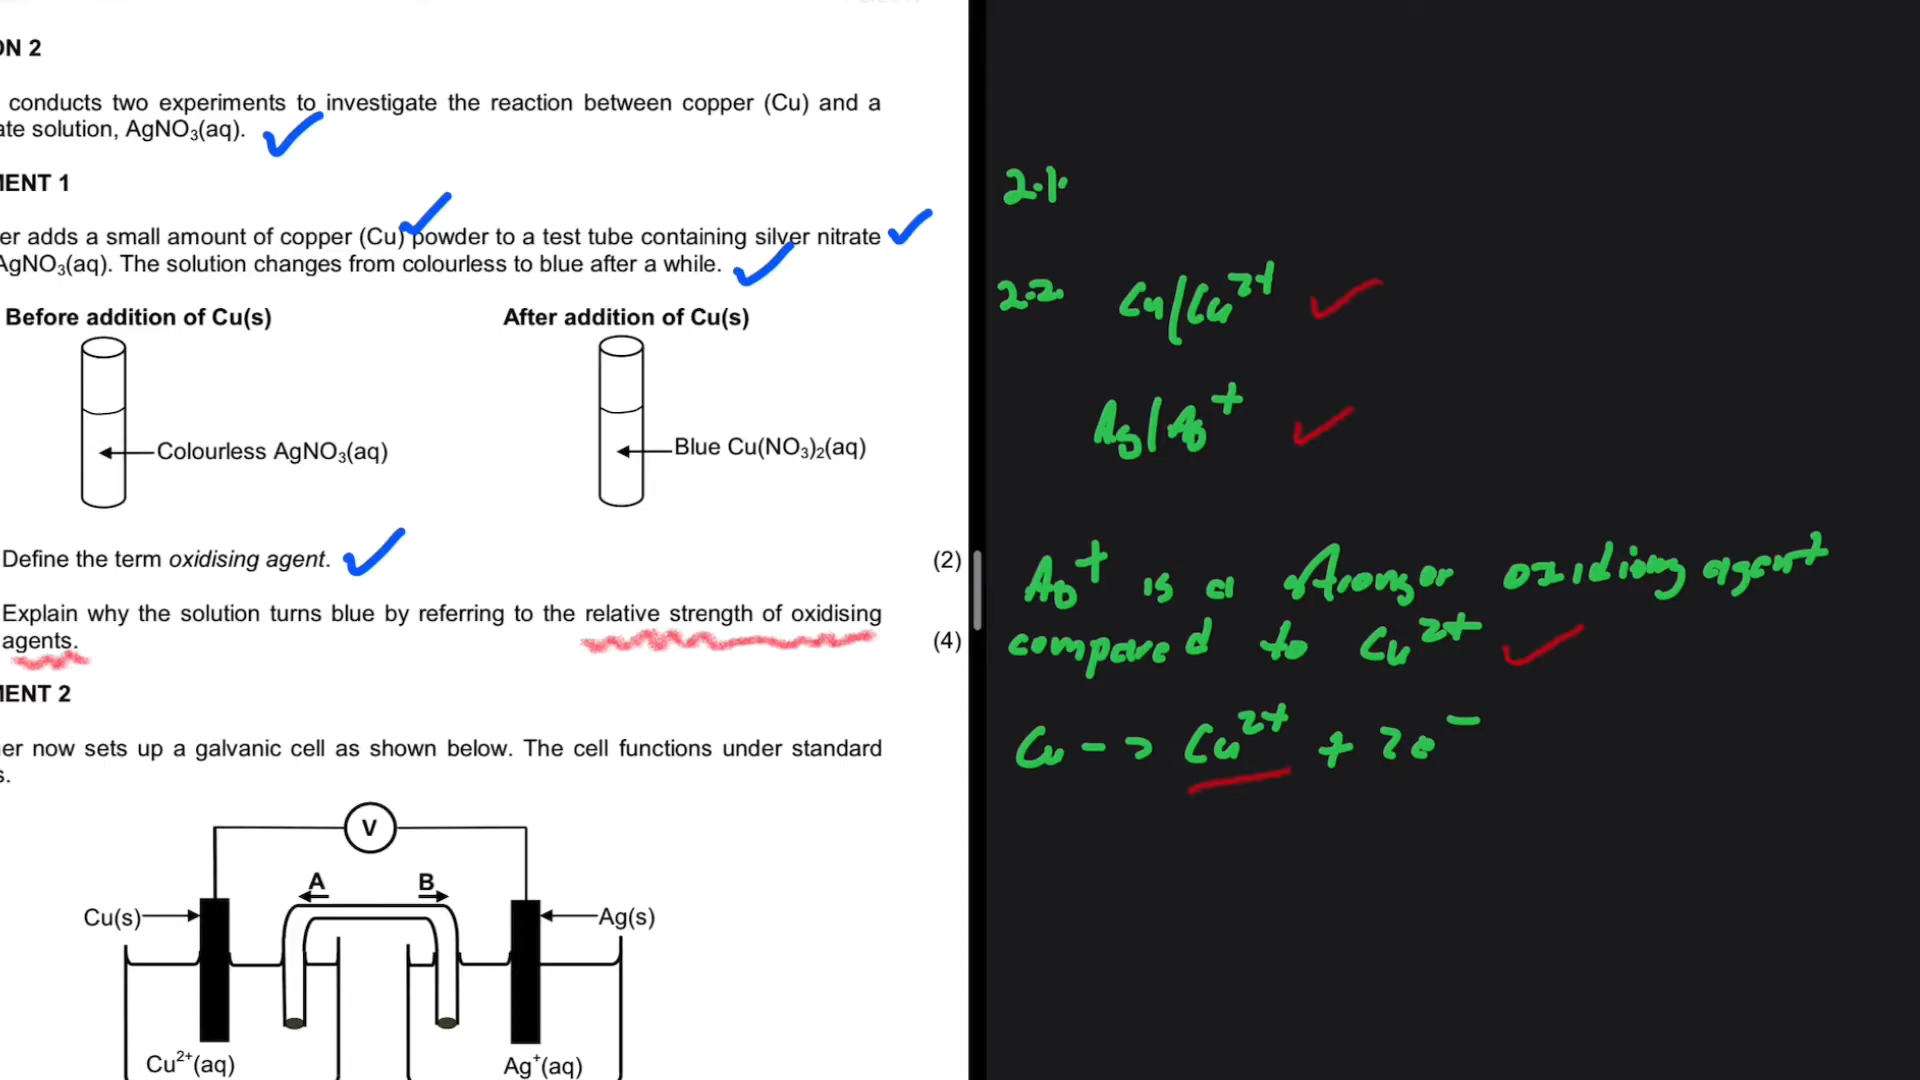 ON 2
conducts two experiments to investigate the reaction between copper (Cu) and a
ate solution, AgNO₃(aq).
MENT 1
er adds a small amount of copper (Cu) powder to a test tube containing silver nitrate
AgNO₃(aq). The solution changes from colourless to blue after a while.
Before addition of Cu(s)
After addition of Cu(s)
Colourless AgNO₃(aq)
Blue Cu(NO₃)₂(aq)
Define the term oxidising agent. (2)
Explain why the solution turns blue by referring to the relative strength of oxidising
agents. (4)
MENT 2
er now sets up a galvanic cell as shown below. The cell functions under standard
s.
V
A B
Cu(s) Ag(s)
Cu²⁺(aq) Ag⁺(aq)
2.1.
2.2. Cu/Cu²⁺
Ag/Ag⁺
Ag⁺ is a stronger oxidising agent
compared to Cu²⁺
Cu -> Cu²⁺ + 2e⁻